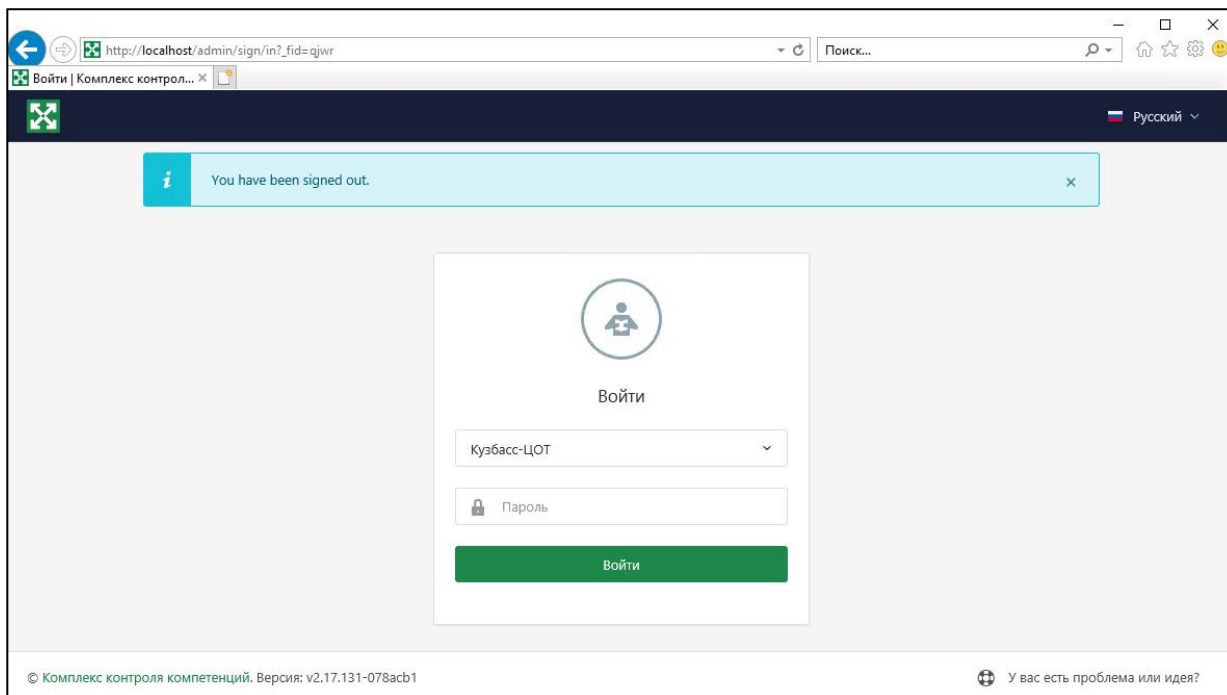 http://localhost/admin/sign/in?_fid=qjwr
Поиск...
Войти | Комплекс контрол...
Русский
You have been signed out.
Войти
Кузбасс-ЦОТ
Пароль
Войти
© Комплекс контроля компетенций. Версия: v2.17.131-078acb1
У вас есть проблема или идея?